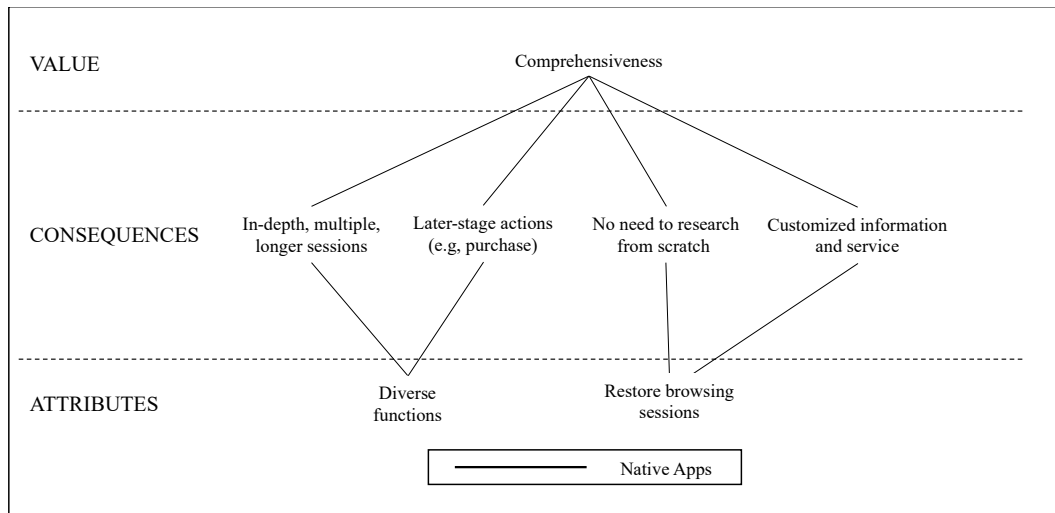 VALUE
Comprehensiveness
CONSEQUENCES
In-depth, multiple,
longer sessions
Later-stage actions
(e.g, purchase)
No need to research
from scratch
Customized information
and service
ATTRIBUTES
Diverse
functions
Restore browsing
sessions
Native Apps